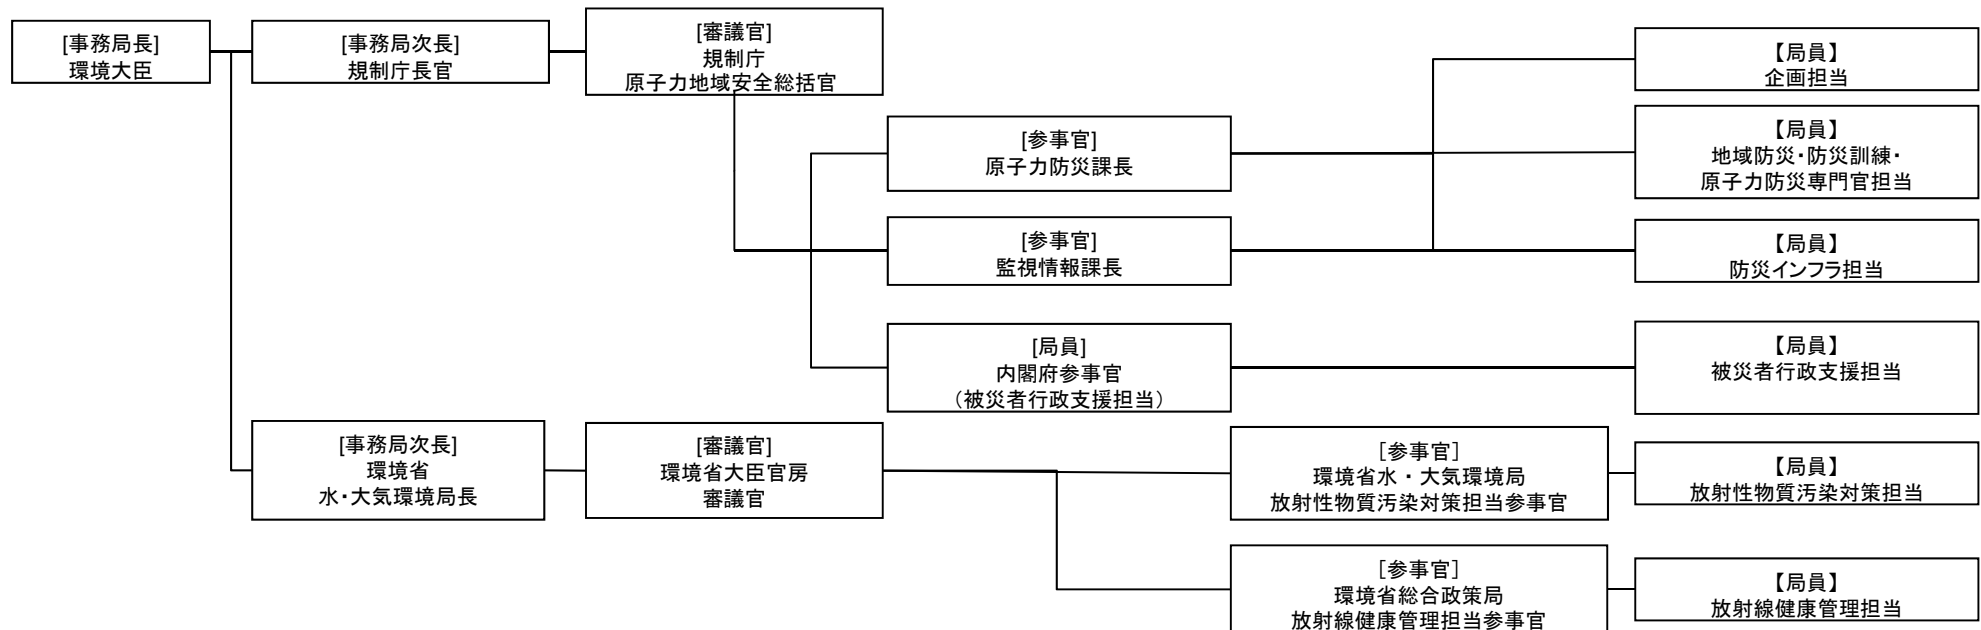 [事務局長]
環境大臣
[事務局次長]
規制庁長官
[審議官]
規制庁
原子力地域安全総括官
[参事官]
原子力防災課長
[参事官]
監視情報課長
[局員]
内閣府参事官
（被災者行政支援担当）
【局員】
企画担当
【局員】
地域防災・防災訓練・
原子力防災専門官担当
【局員】
防災インフラ担当
【局員】
被災者行政支援担当
[事務局次長]
環境省
水・大気環境局長
[審議官]
環境省大臣官房
審議官
［参事官］
環境省水・大気環境局
放射性物質汚染対策担当参事官
【局員】
放射性物質汚染対策担当
［参事官］
環境省総合政策局
放射線健康管理担当参事官
【局員】
放射線健康管理担当